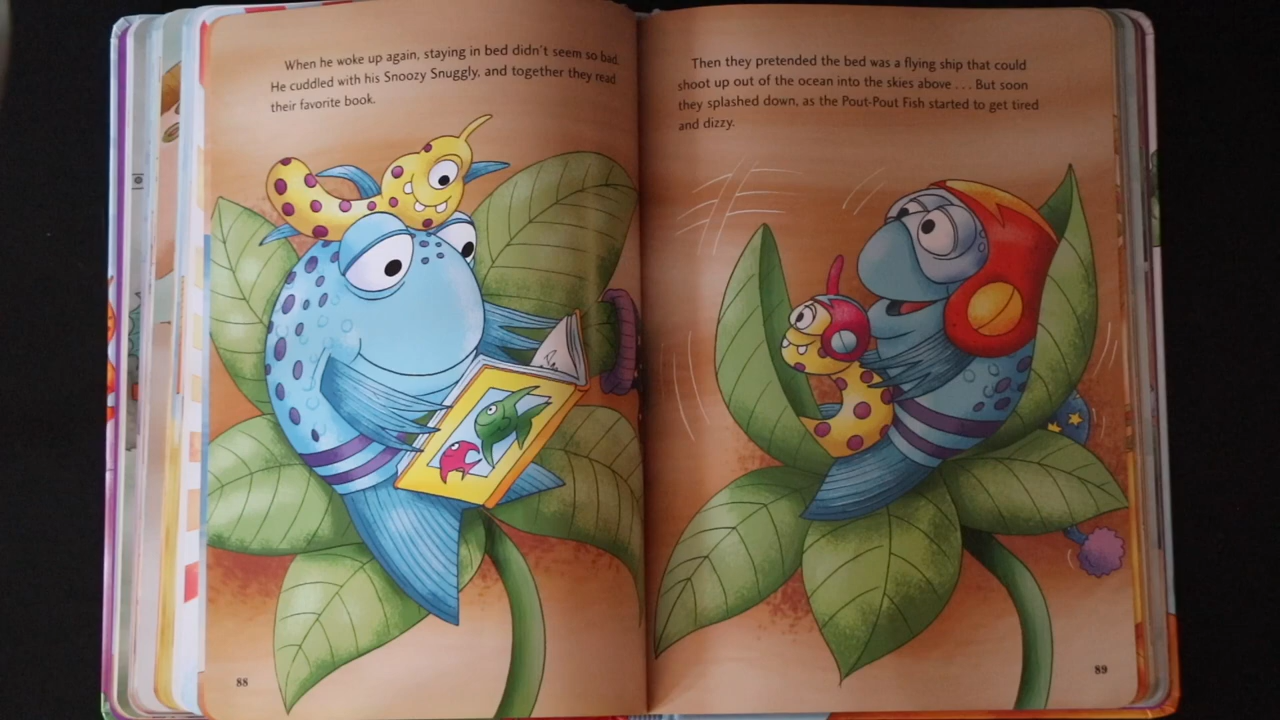 When he woke up again, staying in bed didn't seem so bad.
He cuddled with his Snoozy Snuggly, and together they read
their favorite book.
88
Then they pretended the bed was a flying ship that could
shoot up out of the ocean into the skies above . . . But soon
they splashed down, as the Pout-Pout Fish started to get tired
and dizzy.
89